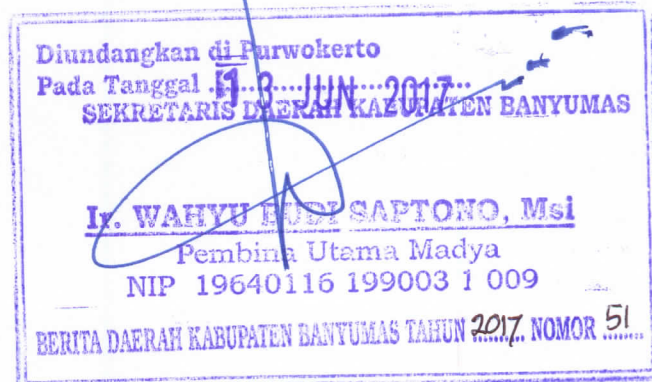 Diundangkan di Purwokerto
Pada Tanggal 13 JUN 2017
SEKRETARIS DAERAH KABUPATEN BANYUMAS
Ir. WAHYU BUDI SAPTONO, Msi
Pembina Utama Madya
NIP 19640116 199003 1 009
BERITA DAERAH KABUPATEN BANYUMAS TAHUN 2017 NOMOR 51